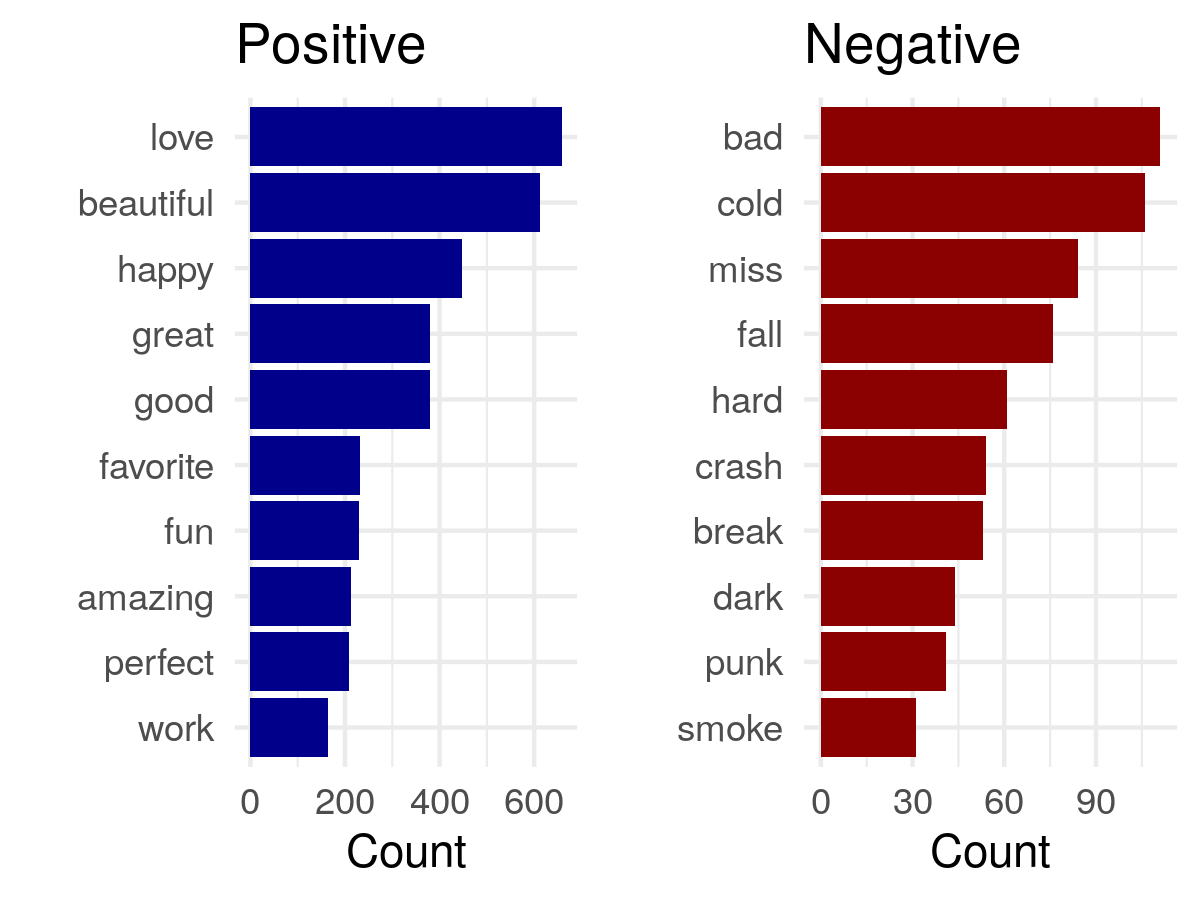 Positive
love
beautiful
happy
great
good
favorite
fun
amazing
perfect
work
0 200 400 600
Count
Negative
bad
cold
miss
fall
hard
crash
break
dark
punk
smoke
0 30 60 90
Count